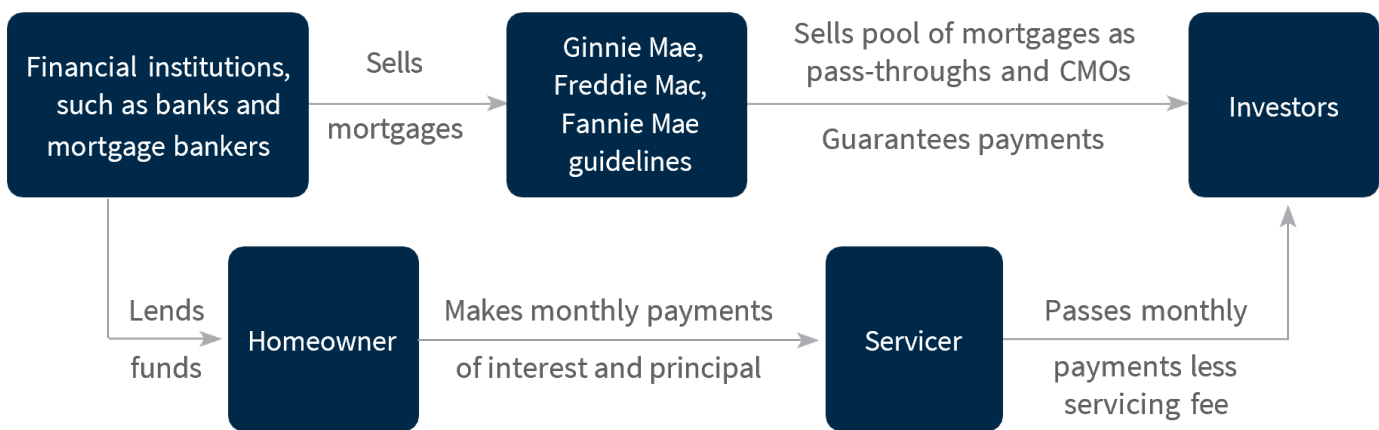 Financial institutions,
such as banks and
mortgage bankers
Sells
mortgages
Ginnie Mae,
Freddie Mac,
Fannie Mae
guidelines
Sells pool of mortgages as
pass-throughs and CMOs
Guarantees payments
Investors
Lends
funds
Homeowner
Makes monthly payments
of interest and principal
Servicer
Passes monthly
payments less
servicing fee